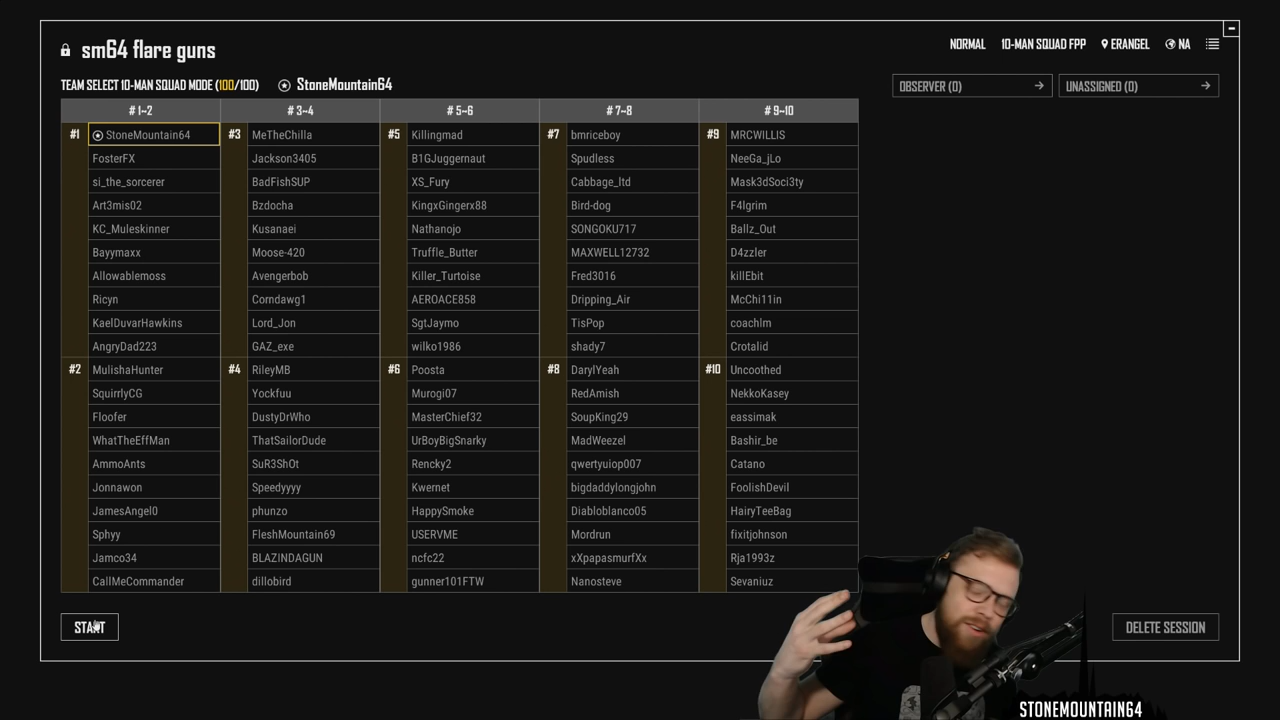 sm64 flare guns
NORMAL 10-MAN SQUAD FPP ERANGEL NA
TEAM SELECT 10-MAN SQUAD MODE (100/100) StoneMountain64
OBSERVER (0) UNASSIGNED (0)
# 1~2 # 3~4 # 5~6 # 7~8 # 9~10
#1 StoneMountain64 #3 MeTheChilla #5 Killingmad #7 bmriceboy #9 MRCWILLIS
FosterFX Jackson3405 B1GJuggernaut Spudless NeeGa_jLo
si_the_sorcerer BadFishSUP XS_Fury Cabbage_ltd Mask3dSoci3ty
Art3mis02 Bzdocha KingxGingerx88 Bird-dog F4lgrim
KC_Muleskinner Kusanaei Nathanojo SONGOKU717 Ballz_Out
Bayymaxx Moose-420 Truffle_Butter MAXWELL12732 D4zzler
Allowablemoss Avengerbob Killer_Turtoise Fred3016 killEbit
Ricyn Corndawg1 AEROACE858 Dripping_Air McChi11in
KaelDuvarHawkins Lord_Jon SgtJaymo TisPop coachlm
AngryDad223 GAZ_exe wilko1986 shady7 Crotalid
#2 MulishaHunter #4 RileyMB #6 Poosta #8 DarylYeah #10 Uncoothed
SquirrlyCG Yockfuu Murogi07 RedAmish NekkoKasey
Floofer DustyDrWho MasterChief32 SoupKing29 eassimak
WhatTheEffMan ThatSailorDude UrBoyBigSnarky MadWeezel Bashir_be
AmmoAnts SuR3ShOt Rencky2 qwertyuiop007 Catano
Jonnawon Speedyyyy Kwernet bigdaddylongjohn FoolishDevil
JamesAngel0 phunzo HappySmoke Diabloblanco05 HairyTeeBag
Sphyy FleshMountain69 USERVME Mordrun fixitjohnson
Jamco34 BLAZINDAGUN ncfc22 xXpapasmurfXx Rja1993z
CallMeCommander dillobird gunner101FTW Nanosteve Sevaniuz
START DELETE SESSION
STONEMOUNTAIN64